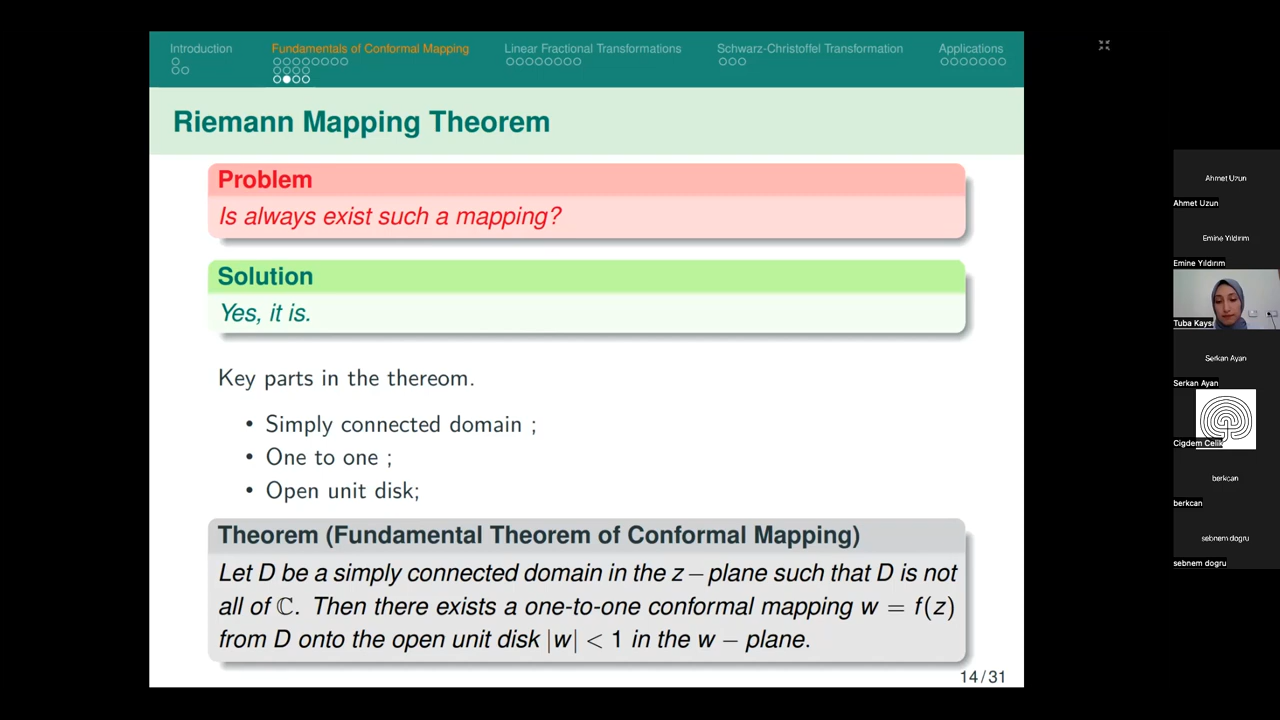 Introduction
Fundamentals of Conformal Mapping
Linear Fractional Transformations
Schwarz-Christoffel Transformation
Applications
Riemann Mapping Theorem
Problem
Is always exist such a mapping?
Solution
Yes, it is.
Key parts in the thereom.
• Simply connected domain ;
• One to one ;
• Open unit disk;
Theorem (Fundamental Theorem of Conformal Mapping)
Let D be a simply connected domain in the z – plane such that D is not
all of ℂ. Then there exists a one-to-one conformal mapping w = f(z)
from D onto the open unit disk |w| < 1 in the w – plane.
14/31
Ahmet Uzun
Ahmet Uzun
Emine Yıldırım
Emine Yıldırım
Tuba Kaysı
Serkan Ayan
Serkan Ayan
Cigdem Celik
berkcan
berkcan
sebnem dogru
sebnem dogru